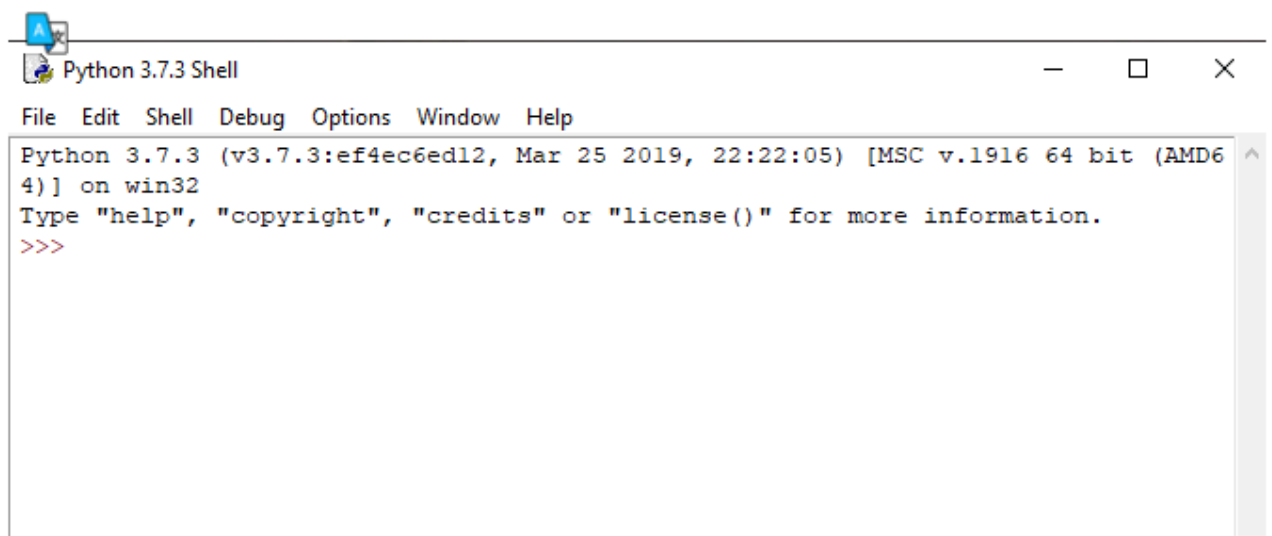 Python 3.7.3 Shell
File Edit Shell Debug Options Window Help
Python 3.7.3 (v3.7.3:ef4ec6ed12, Mar 25 2019, 22:22:05) [MSC v.1916 64 bit (AMD6
4)] on win32
Type "help", "copyright", "credits" or "license()" for more information.
>>>